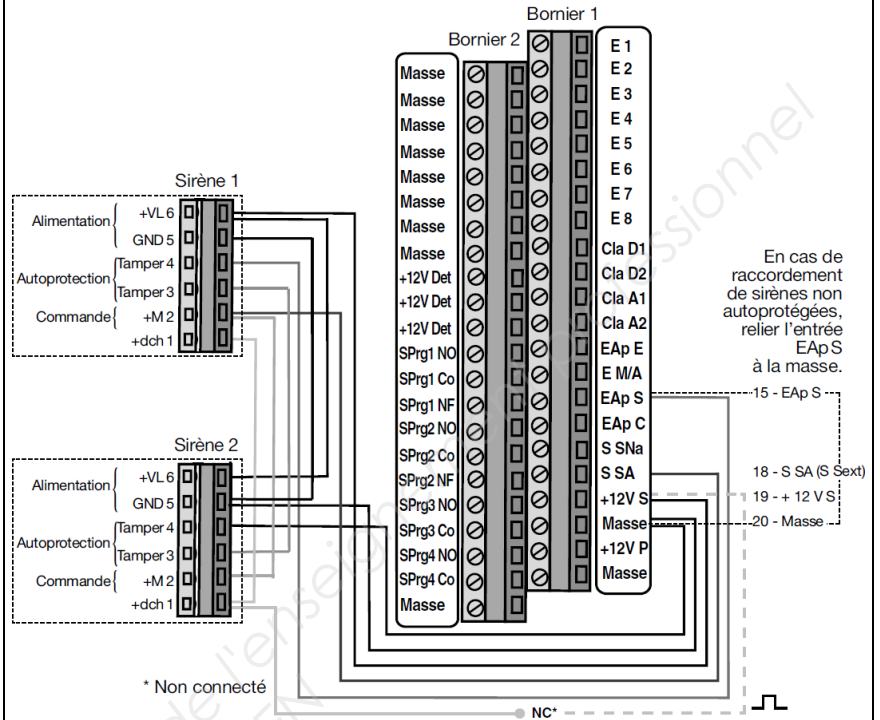 Bornier 1
Bornier 2
E 1
E 2
E 3
E 4
E 5
E 6
E 7
E 8
Cla D1
Cla D2
Cla A1
Cla A2
EAp E
E M/A
EAp S
EAp C
S SNa
S SA
+12V S
Masse
+12V P
Masse
Masse
Masse
Masse
Masse
Masse
Masse
Masse
Masse
+12V Det
+12V Det
+12V Det
SPrg1 NO
SPrg1 Co
SPrg1 NF
SPrg2 NO
SPrg2 Co
SPrg2 NF
SPrg3 NO
SPrg3 Co
SPrg4 NO
SPrg4 Co
Masse
Sirène 1
Alimentation
+VL 6
GND 5
Autoprotection
Tamper 4
Tamper 3
Commande
+M 2
+dch 1
Sirène 2
Alimentation
+VL 6
GND 5
Autoprotection
Tamper 4
Tamper 3
Commande
+M 2
+dch 1
En cas de
raccordement
de sirènes non
autoprotégées,
relier l'entrée
EAp S
à la masse.
15 - EAp S
18 - S SA (S Sext)
19 - + 12 V S
20 - Masse
* Non connecté
NC*
de l'enseignement professionnel
EN